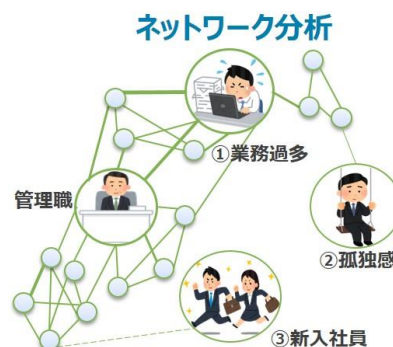 ネットワーク分析
①業務過多
管理職
②孤独感
③新入社員